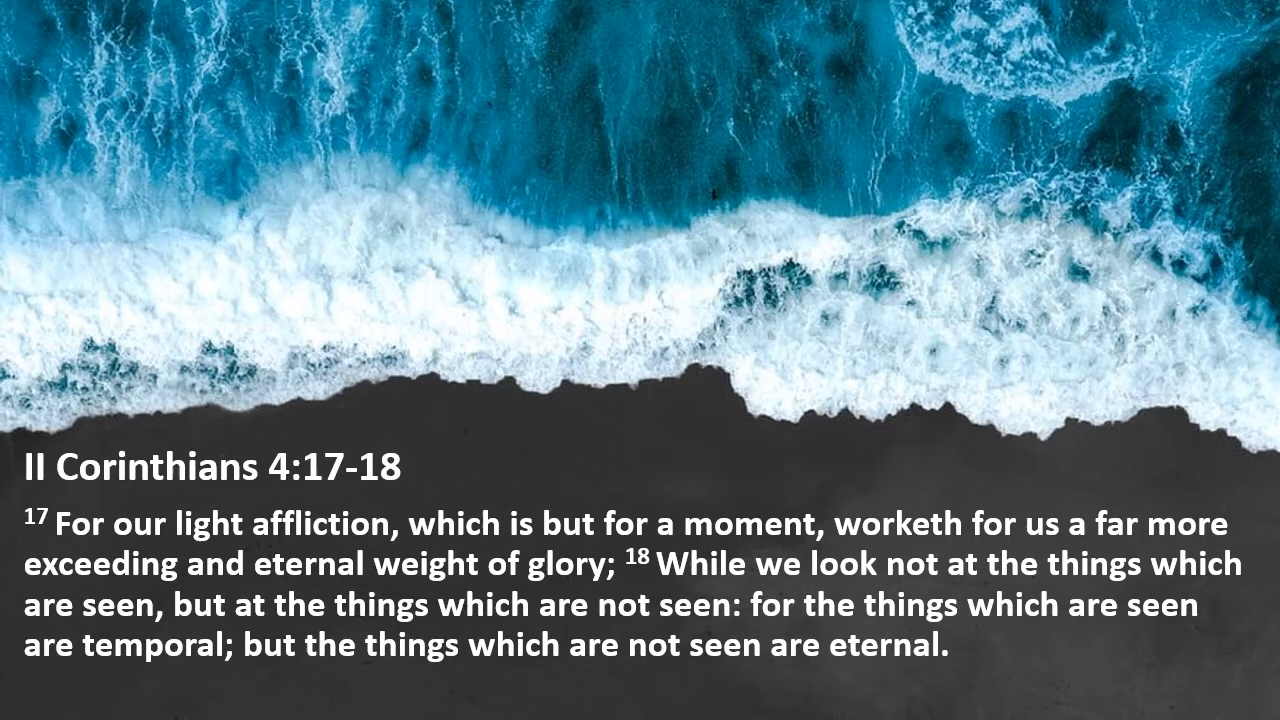 II Corinthians 4:17-18
17 For our light affliction, which is but for a moment, worketh for us a far more
exceeding and eternal weight of glory; 18 While we look not at the things which
are seen, but at the things which are not seen: for the things which are seen
are temporal; but the things which are not seen are eternal.